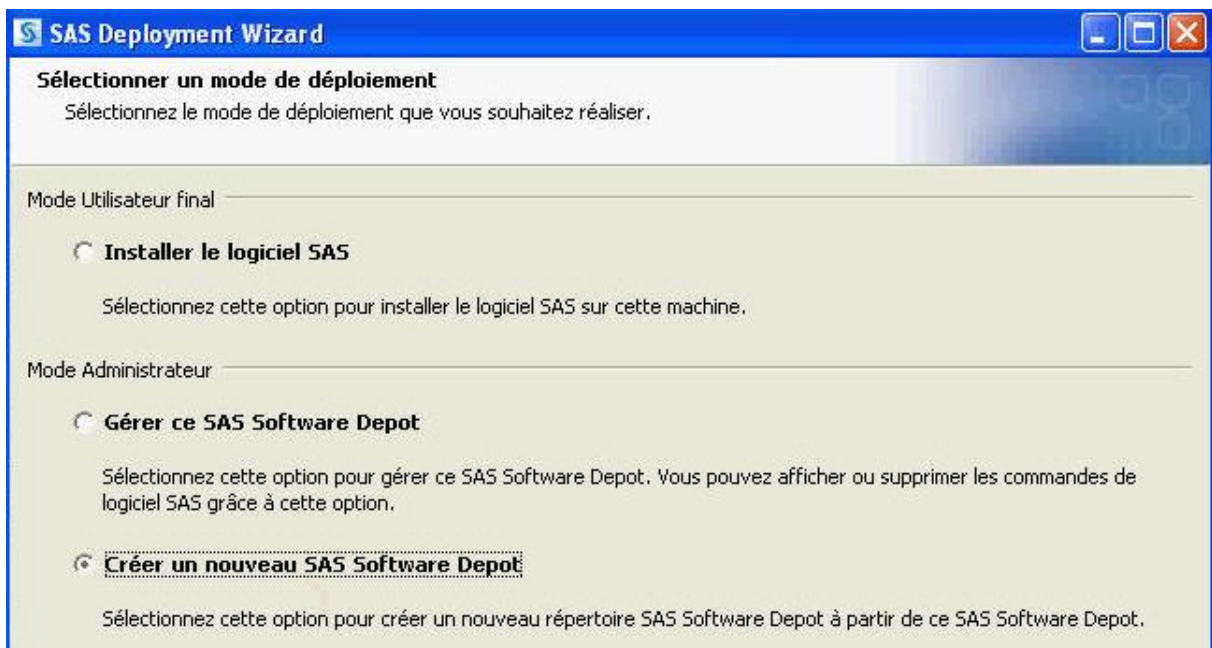 SAS Deployment Wizard
Sélectionner un mode de déploiement
Sélectionnez le mode de déploiement que vous souhaitez réaliser.
Mode Utilisateur final
Installer le logiciel SAS
Sélectionnez cette option pour installer le logiciel SAS sur cette machine.
Mode Administrateur
Gérer ce SAS Software Depot
Sélectionnez cette option pour gérer ce SAS Software Depot. Vous pouvez afficher ou supprimer les commandes de
logiciel SAS grâce à cette option.
Créer un nouveau SAS Software Depot
Sélectionnez cette option pour créer un nouveau répertoire SAS Software Depot à partir de ce SAS Software Depot.